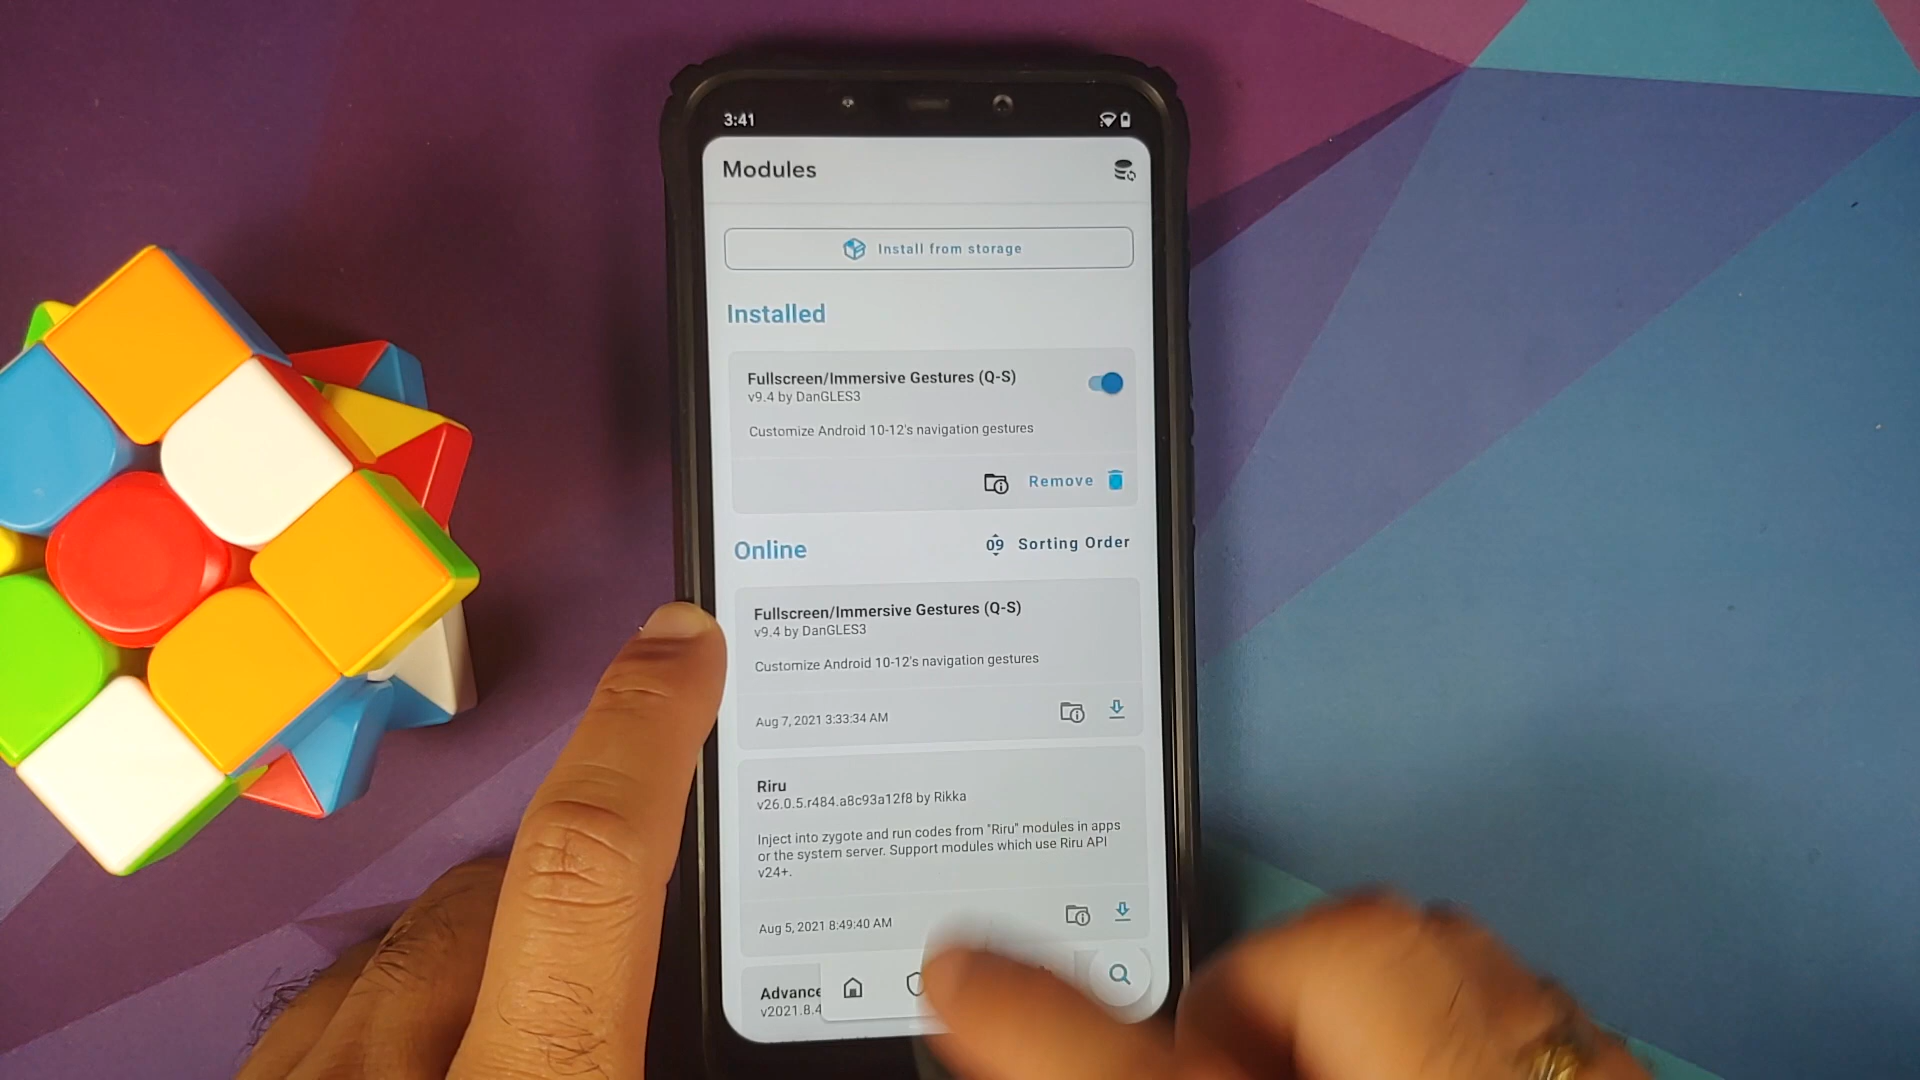 3:41
Modules
Install from storage
Installed
Fullscreen/Immersive Gestures (Q-S)
v9.4 by DanGLES3
Customize Android 10-12's navigation gestures
Remove
Online
09 Sorting Order
Fullscreen/Immersive Gestures (Q-S)
v9.4 by DanGLES3
Customize Android 10-12's navigation gestures
Aug 7, 2021 3:33:34 AM
Riru
v26.0.5.r484.a8c93a12f8 by Rikka
Inject into zygote and run codes from "Riru" modules in apps
or the system server. Support modules which use Riru API
v24+.
Aug 5, 2021 8:49:40 AM
Advance
v2021.8.4